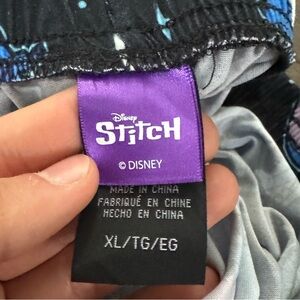 Disney
Stitch
© DISNEY
MADE IN CHINA
FABRIQUÉ EN CHINE
HECHO EN CHINA
XL/TG/EG